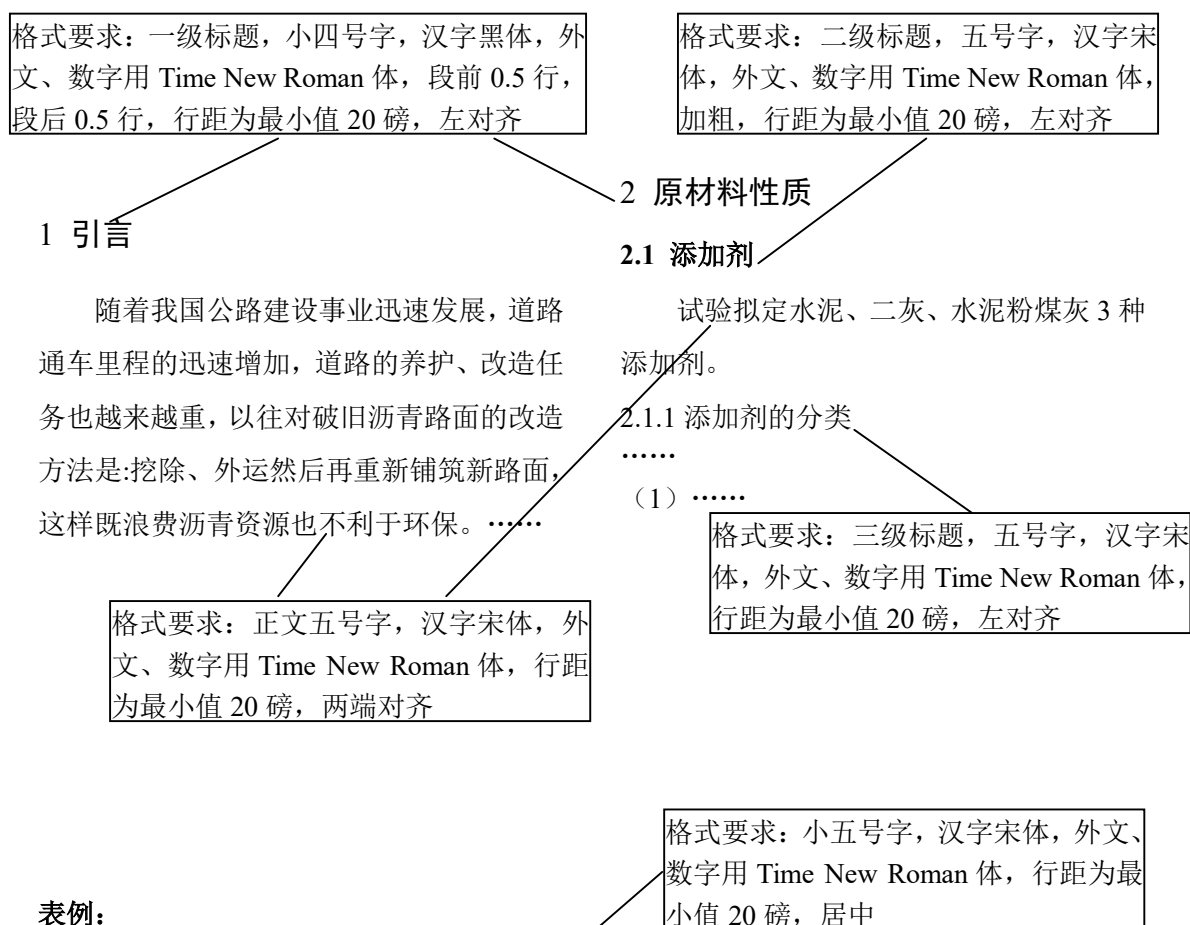 格式要求：一级标题，小四号字，汉字黑体，外
文、数字用 Time New Roman 体，段前 0.5 行，
段后 0.5 行，行距为最小值 20 磅，左对齐
1 引言
随着我国公路建设事业迅速发展，道路
通车里程的迅速增加，道路的养护、改造任
务也越来越重，以往对破旧沥青路面的改造
方法是:挖除、外运然后再重新铺筑新路面，
这样既浪费沥青资源也不利于环保。……
格式要求：正文五号字，汉字宋体，外
文、数字用 Time New Roman 体，行距
为最小值 20 磅，两端对齐
格式要求：二级标题，五号字，汉字宋
体，外文、数字用 Time New Roman 体，
加粗，行距为最小值 20 磅，左对齐
2 原材料性质
2.1 添加剂
试验拟定水泥、二灰、水泥粉煤灰 3 种
添加剂。
2.1.1 添加剂的分类
……
（1）……
格式要求：三级标题，五号字，汉字宋
体，外文、数字用 Time New Roman 体，
行距为最小值 20 磅，左对齐
格式要求：小五号字，汉字宋体，外文、
数字用 Time New Roman 体，行距为最
小值 20 磅，居中
表例：